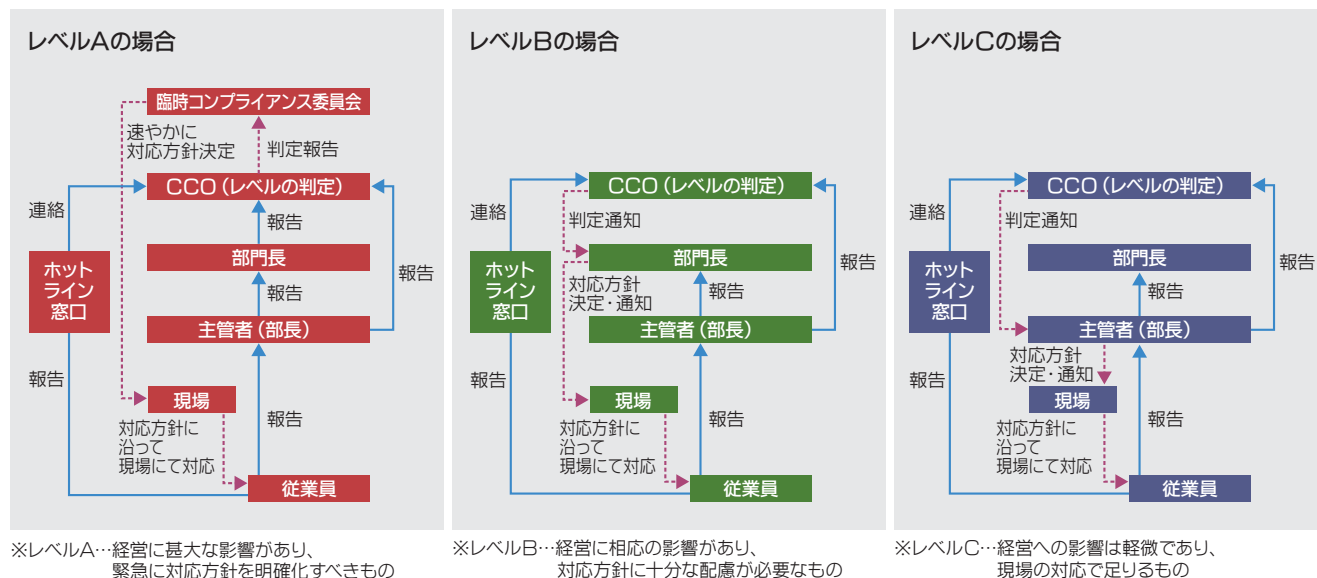 レベルAの場合
臨時コンプライアンス委員会
速やかに
対応方針決定
判定報告
CCO(レベルの判定)
連絡
報告
部門長
ホット
ライン
窓口
報告
報告
主管者(部長)
報告
現場
報告
対応方針に
沿って
現場にて対応
従業員
※レベルA…経営に甚大な影響があり、
緊急に対応方針を明確化すべきもの
レベルBの場合
CCO(レベルの判定)
連絡
判定通知
部門長
ホット
ライン
窓口
対応方針
決定・通知
報告
報告
主管者(部長)
報告
現場
報告
対応方針に
沿って
現場にて対応
従業員
※レベルB…経営に相応の影響があり、
対応方針に十分な配慮が必要なもの
レベルCの場合
CCO(レベルの判定)
連絡
判定通知
部門長
ホット
ライン
窓口
報告
報告
主管者(部長)
対応方針
決定・通知
報告
現場
報告
対応方針に
沿って
現場にて対応
従業員
※レベルC…経営への影響は軽微であり、
現場の対応で足りるもの